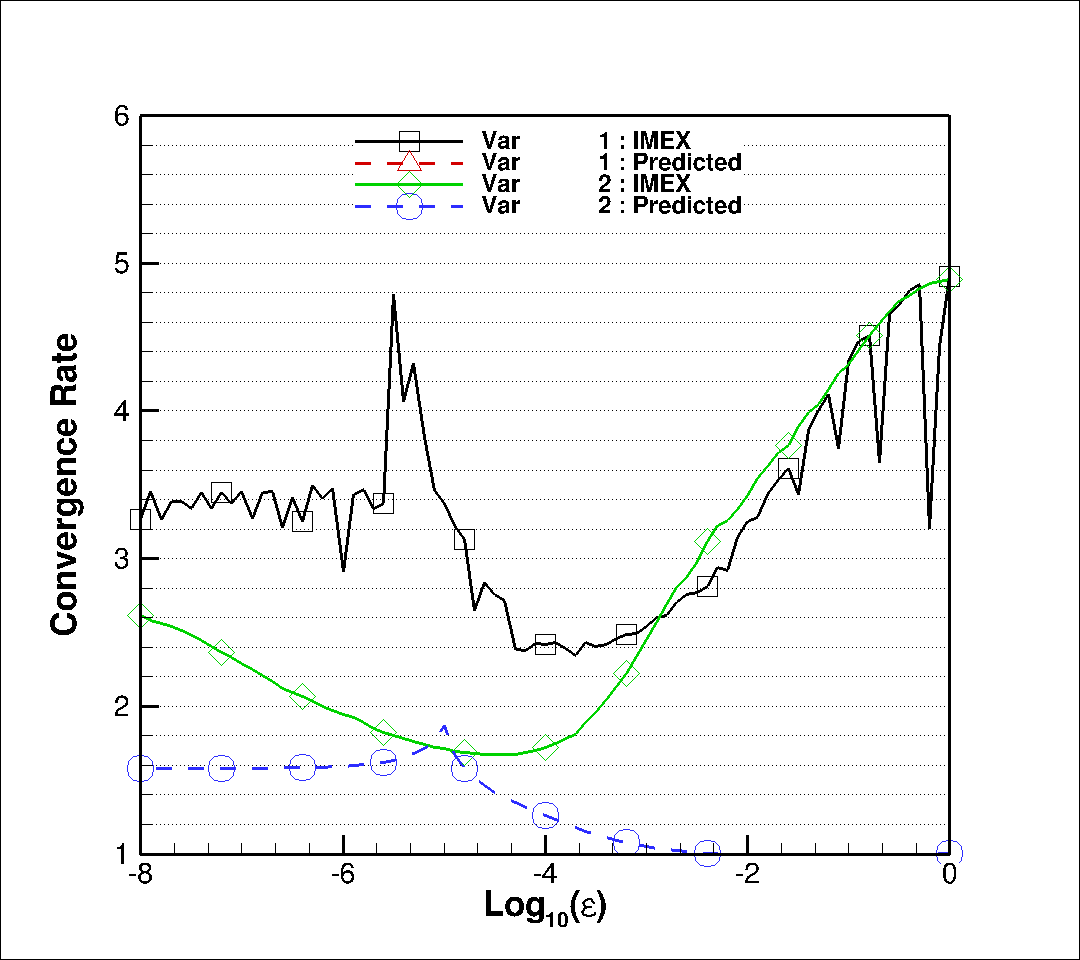 6
Var 1 : IMEX
Var 1 : Predicted
Var 2 : IMEX
Var 2 : Predicted
5
4
3
2
1
Convergence Rate
-8 -6 -4 -2 0
Log10(ε)